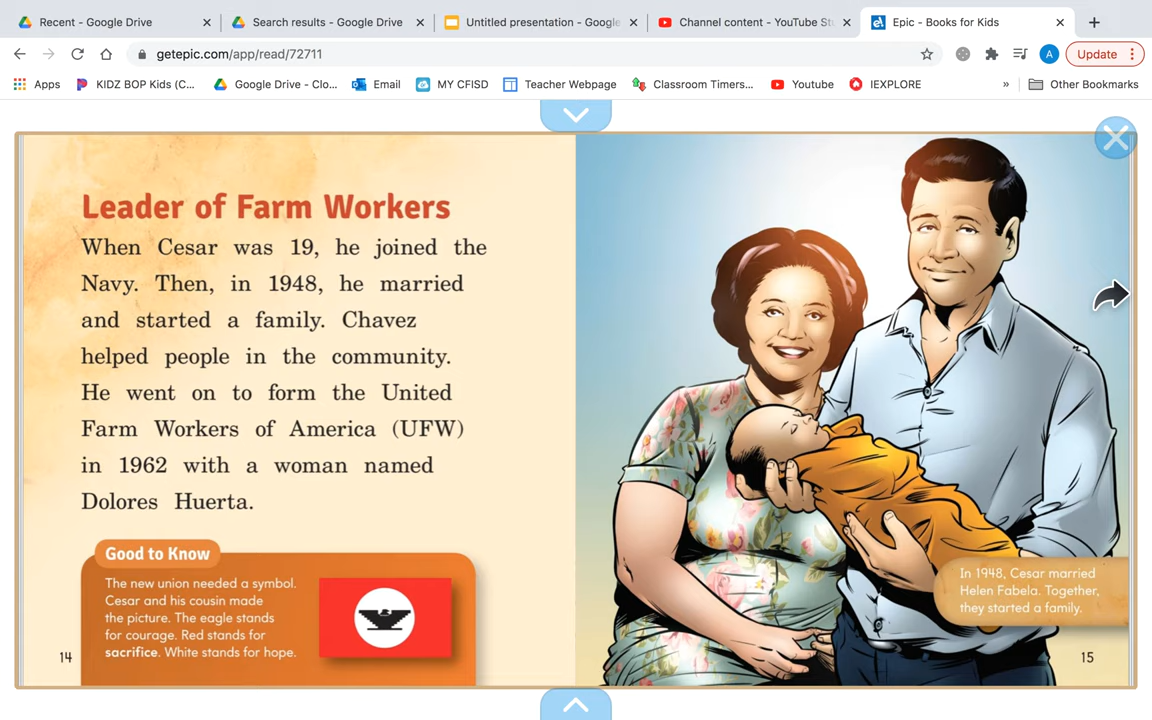 Recent - Google Drive
Search results - Google Drive
Untitled presentation - Google
Channel content - YouTube Stu
Epic - Books for Kids
getepic.com/app/read/72711
A
Update
Apps
KIDZ BOP Kids (C...
Google Drive - Clo...
Email
MY CFISD
Teacher Webpage
Classroom Timers...
Youtube
IEXPLORE
»
Other Bookmarks
Leader of Farm Workers
When Cesar was 19, he joined the
Navy. Then, in 1948, he married
and started a family. Chavez
helped people in the community.
He went on to form the United
Farm Workers of America (UFW)
in 1962 with a woman named
Dolores Huerta.
Good to Know
The new union needed a symbol.
Cesar and his cousin made
the picture. The eagle stands
for courage. Red stands for
sacrifice. White stands for hope.
14
In 1948, Cesar married
Helen Fabela. Together,
they started a family.
15